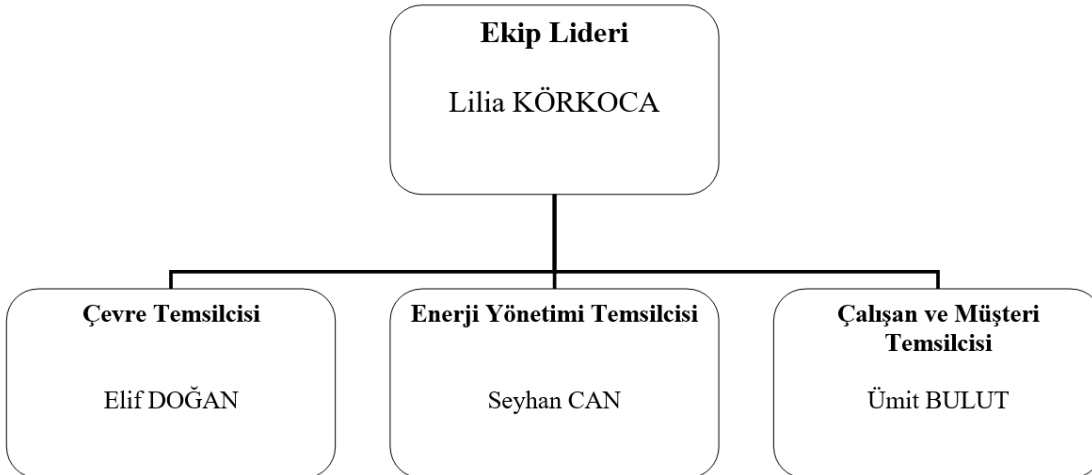 Ekip Lideri
Lilia KÖRKOCA
Çevre Temsilcisi
Elif DOĞAN
Enerji Yönetimi Temsilcisi
Seyhan CAN
Çalışan ve Müşteri
Temsilcisi
Ümit BULUT